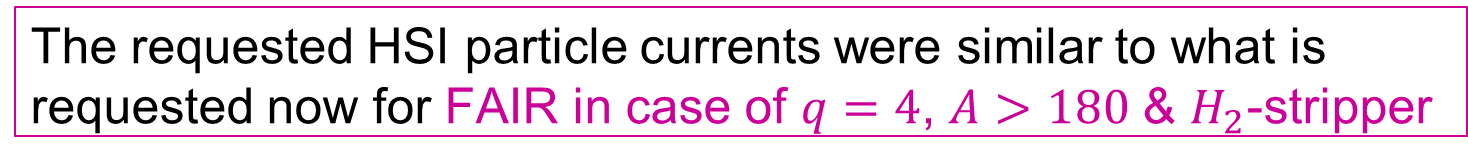 The requested HSI particle currents were similar to what is
requested now for FAIR in case of q = 4, A > 180 & H₂-stripper